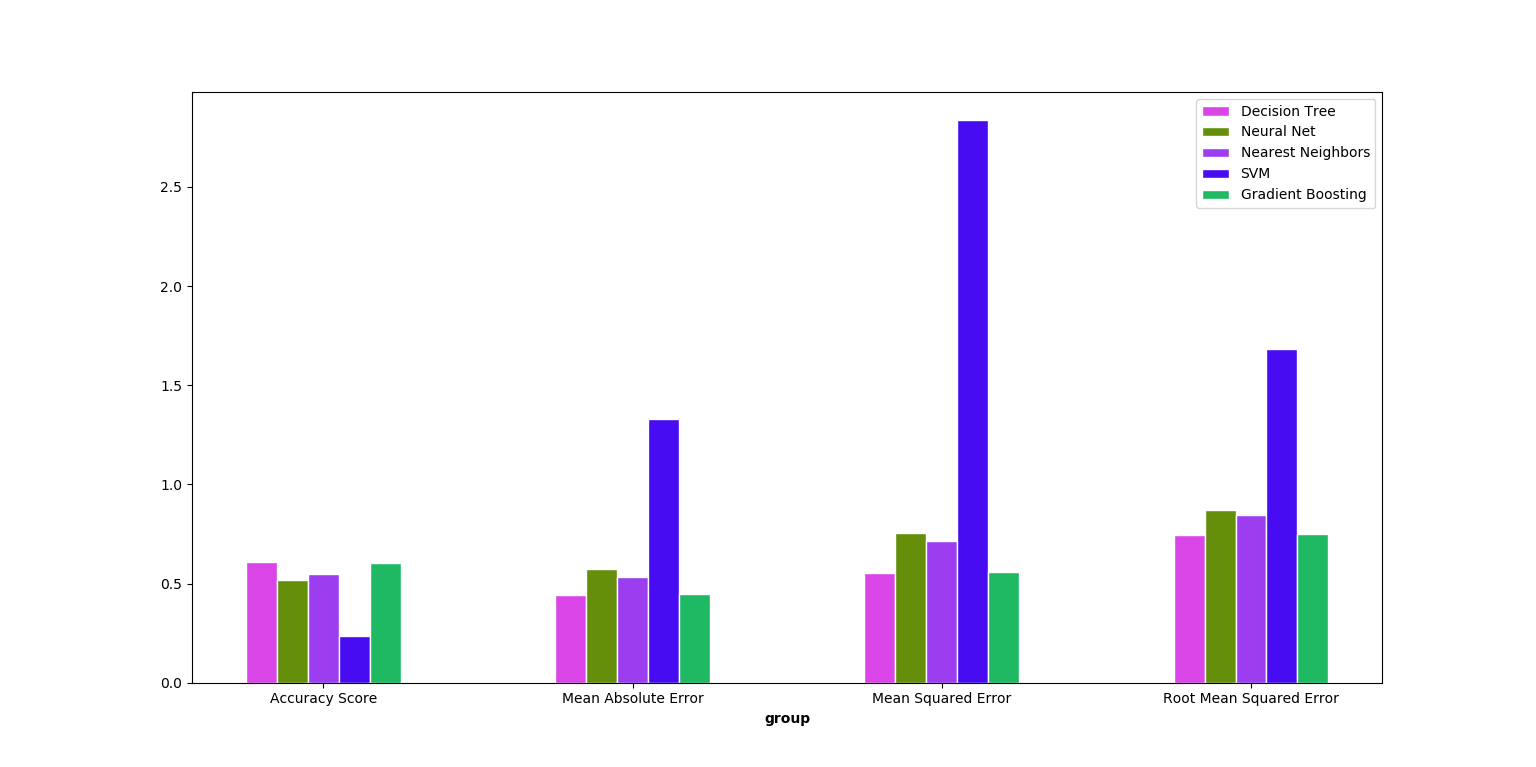 Decision Tree
Neural Net
Nearest Neighbors
SVM
Gradient Boosting
2.5
2.0
1.5
1.0
0.5
0.0
Accuracy Score
Mean Absolute Error
Mean Squared Error
Root Mean Squared Error
group